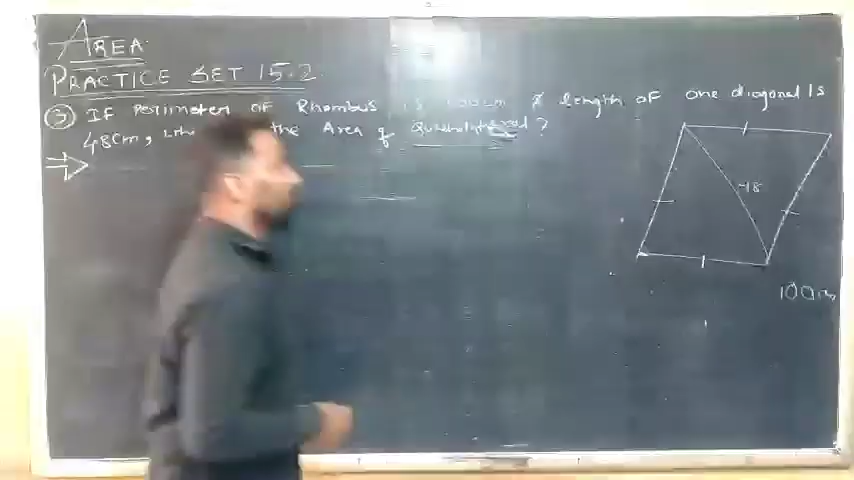 AREA
PRACTICE SET 15.2
③ If Perimeter OF Rhombus is 100cm & length OF one diagonal Is
48cm, the Area of Quadrilateral ?
⇒
48
100m